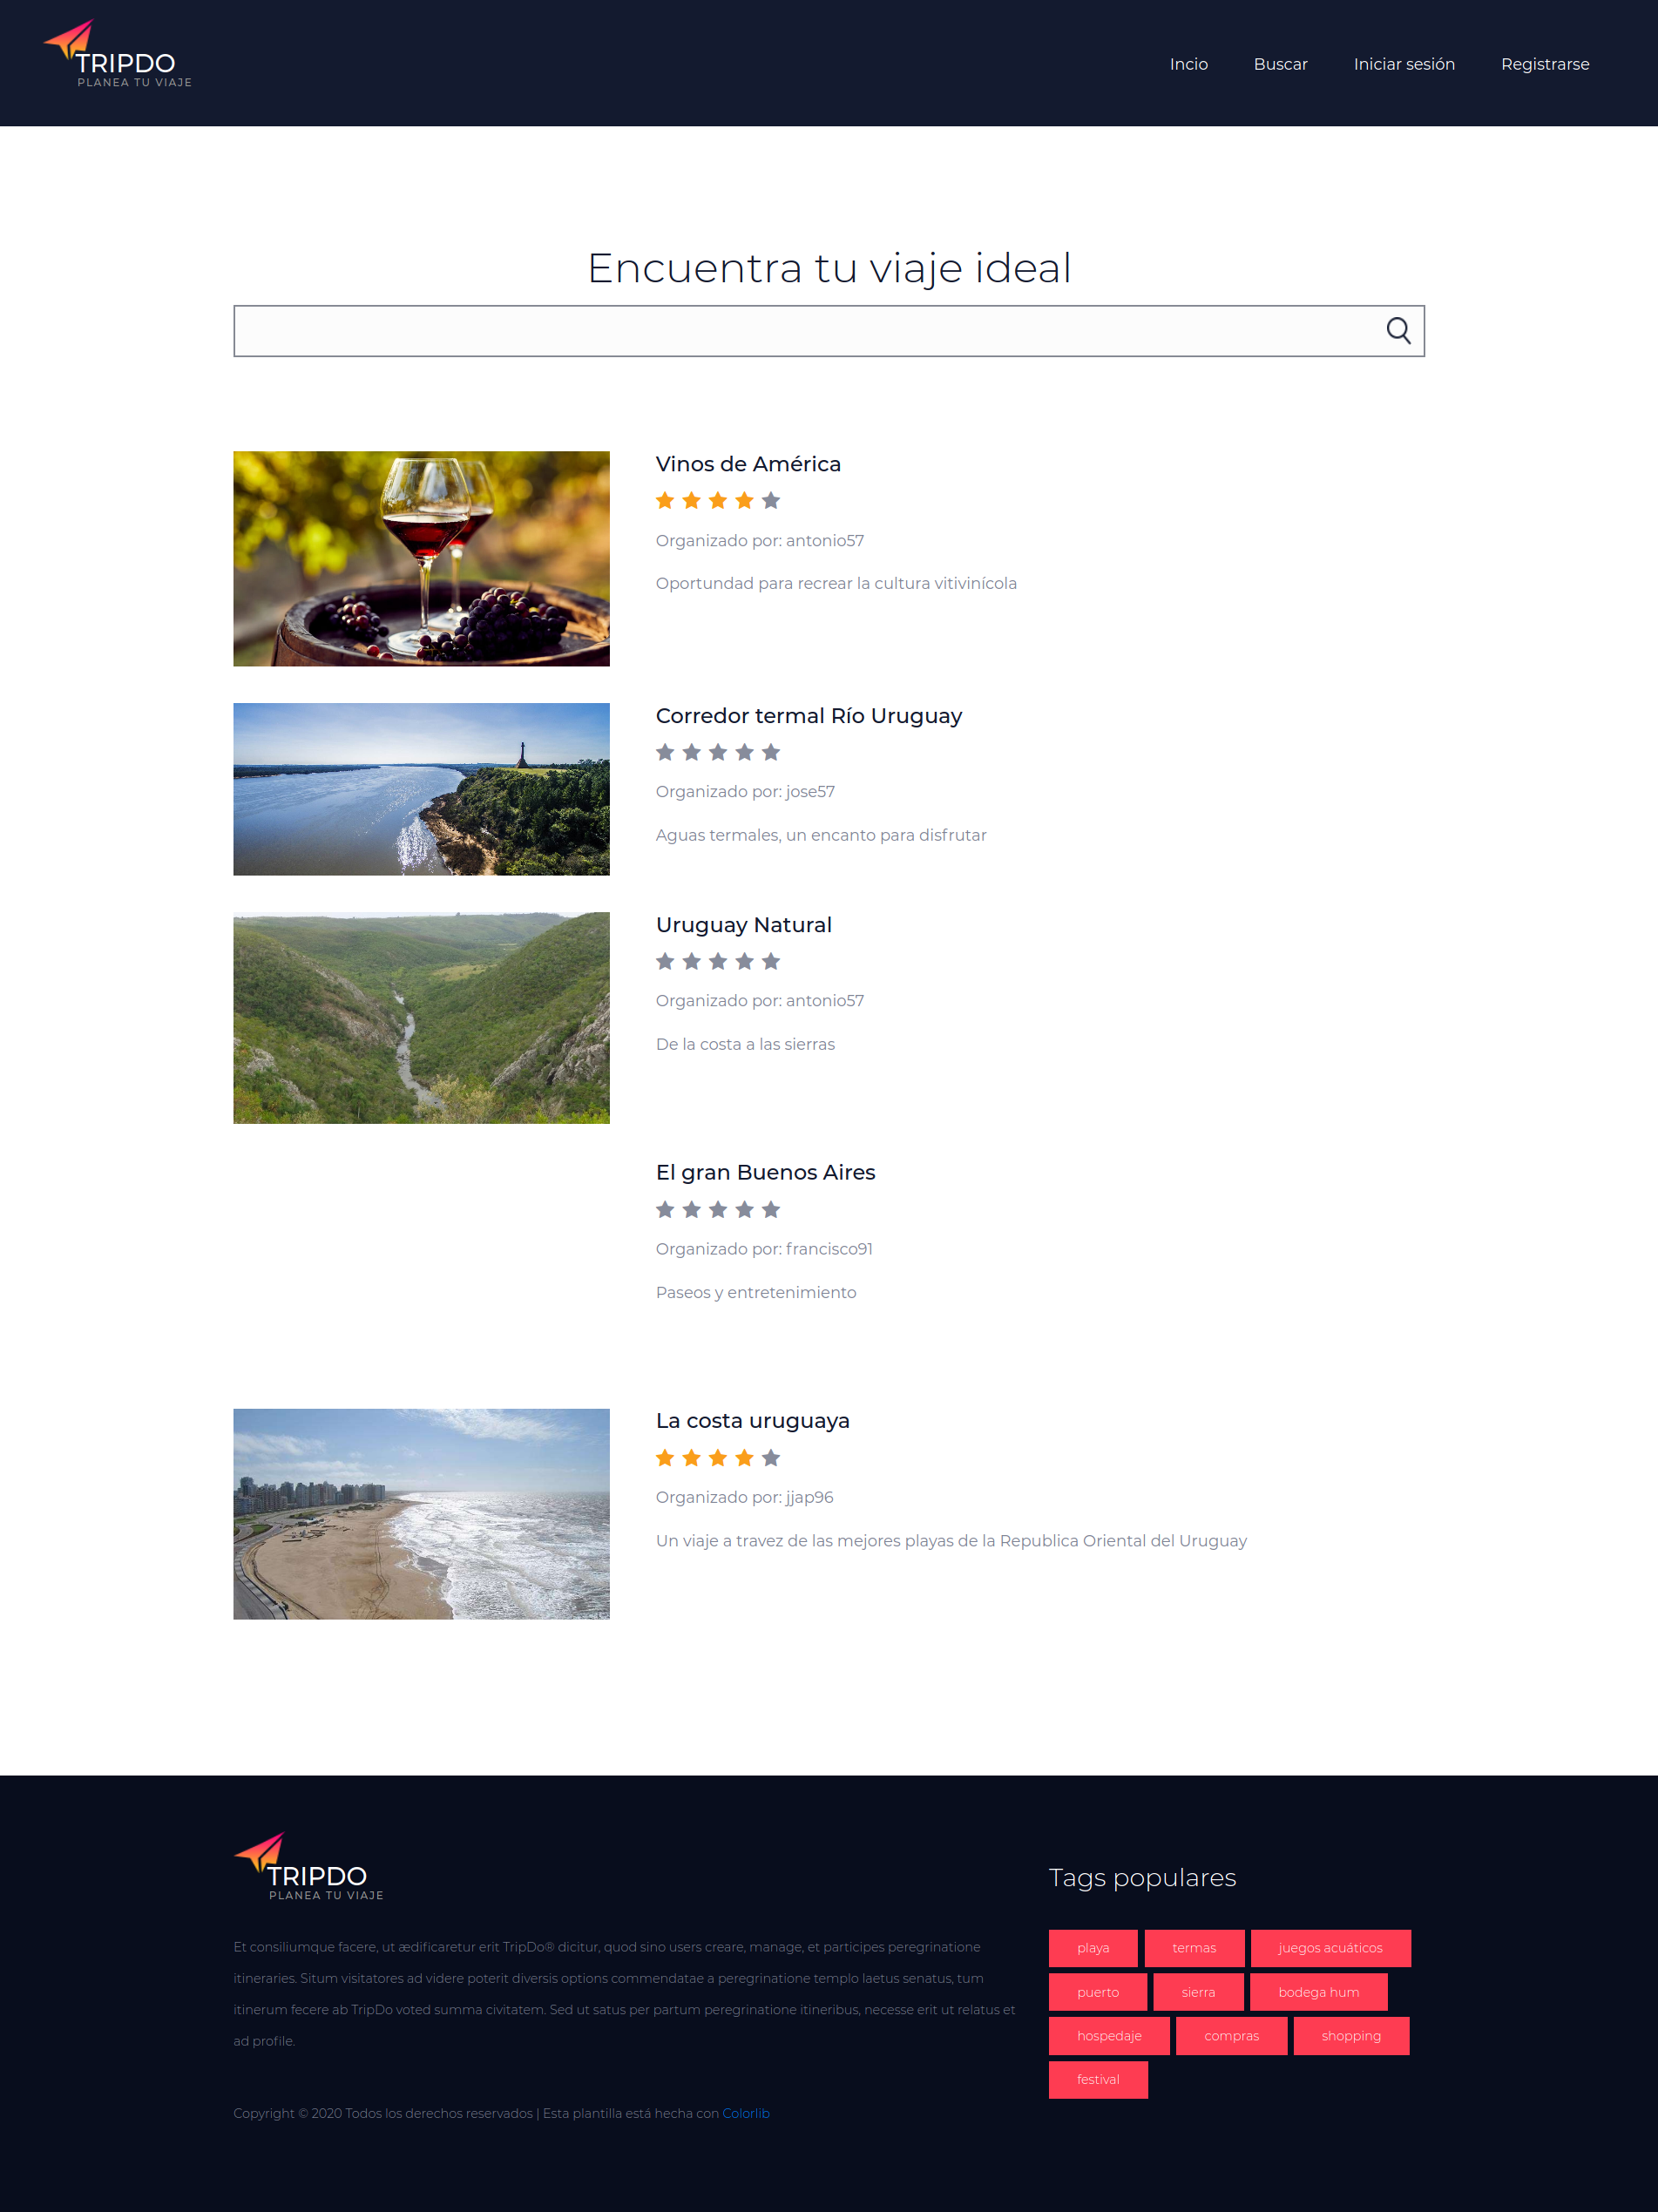 TRIPDO
PLANEA TU VIAJE
Incio
Buscar
Iniciar sesión
Registrarse
Encuentra tu viaje ideal
Vinos de América
Organizado por: antonio57
Oportundad para recrear la cultura vitivinícola
Corredor termal Río Uruguay
Organizado por: jose57
Aguas termales, un encanto para disfrutar
Uruguay Natural
Organizado por: antonio57
De la costa a las sierras
El gran Buenos Aires
Organizado por: francisco91
Paseos y entretenimiento
La costa uruguaya
Organizado por: jjap96
Un viaje a travez de las mejores playas de la Republica Oriental del Uruguay
TRIPDO
PLANEA TU VIAJE
Et consiliumque facere, ut ædificaretur erit TripDo® dicitur, quod sino users creare, manage, et participes peregrinatione
itineraries. Situm visitatores ad videre poterit diversis options commendatae a peregrinatione templo laetus senatus, tum
itinerum fecere ab TripDo voted summa civitatem. Sed ut satus per partum peregrinatione itineribus, necesse erit ut relatus et
ad profile.
Copyright © 2020 Todos los derechos reservados | Esta plantilla está hecha con Colorlib
Tags populares
playa
termas
juegos acuáticos
puerto
sierra
bodega hum
hospedaje
compras
shopping
festival